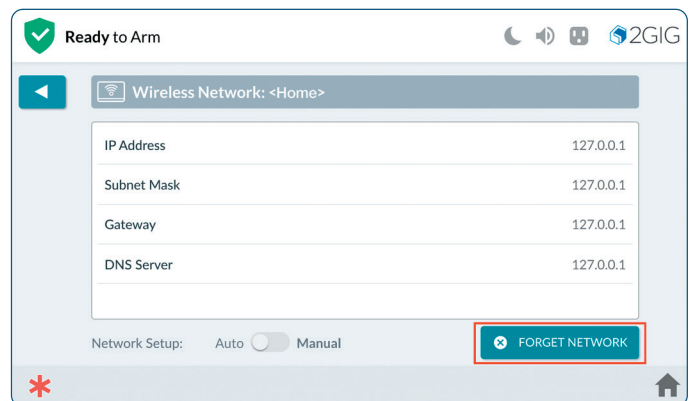 Ready to Arm
2GIG
Wireless Network: <Home>
IP Address 127.0.0.1
Subnet Mask 127.0.0.1
Gateway 127.0.0.1
DNS Server 127.0.0.1
Network Setup: Auto Manual
FORGET NETWORK